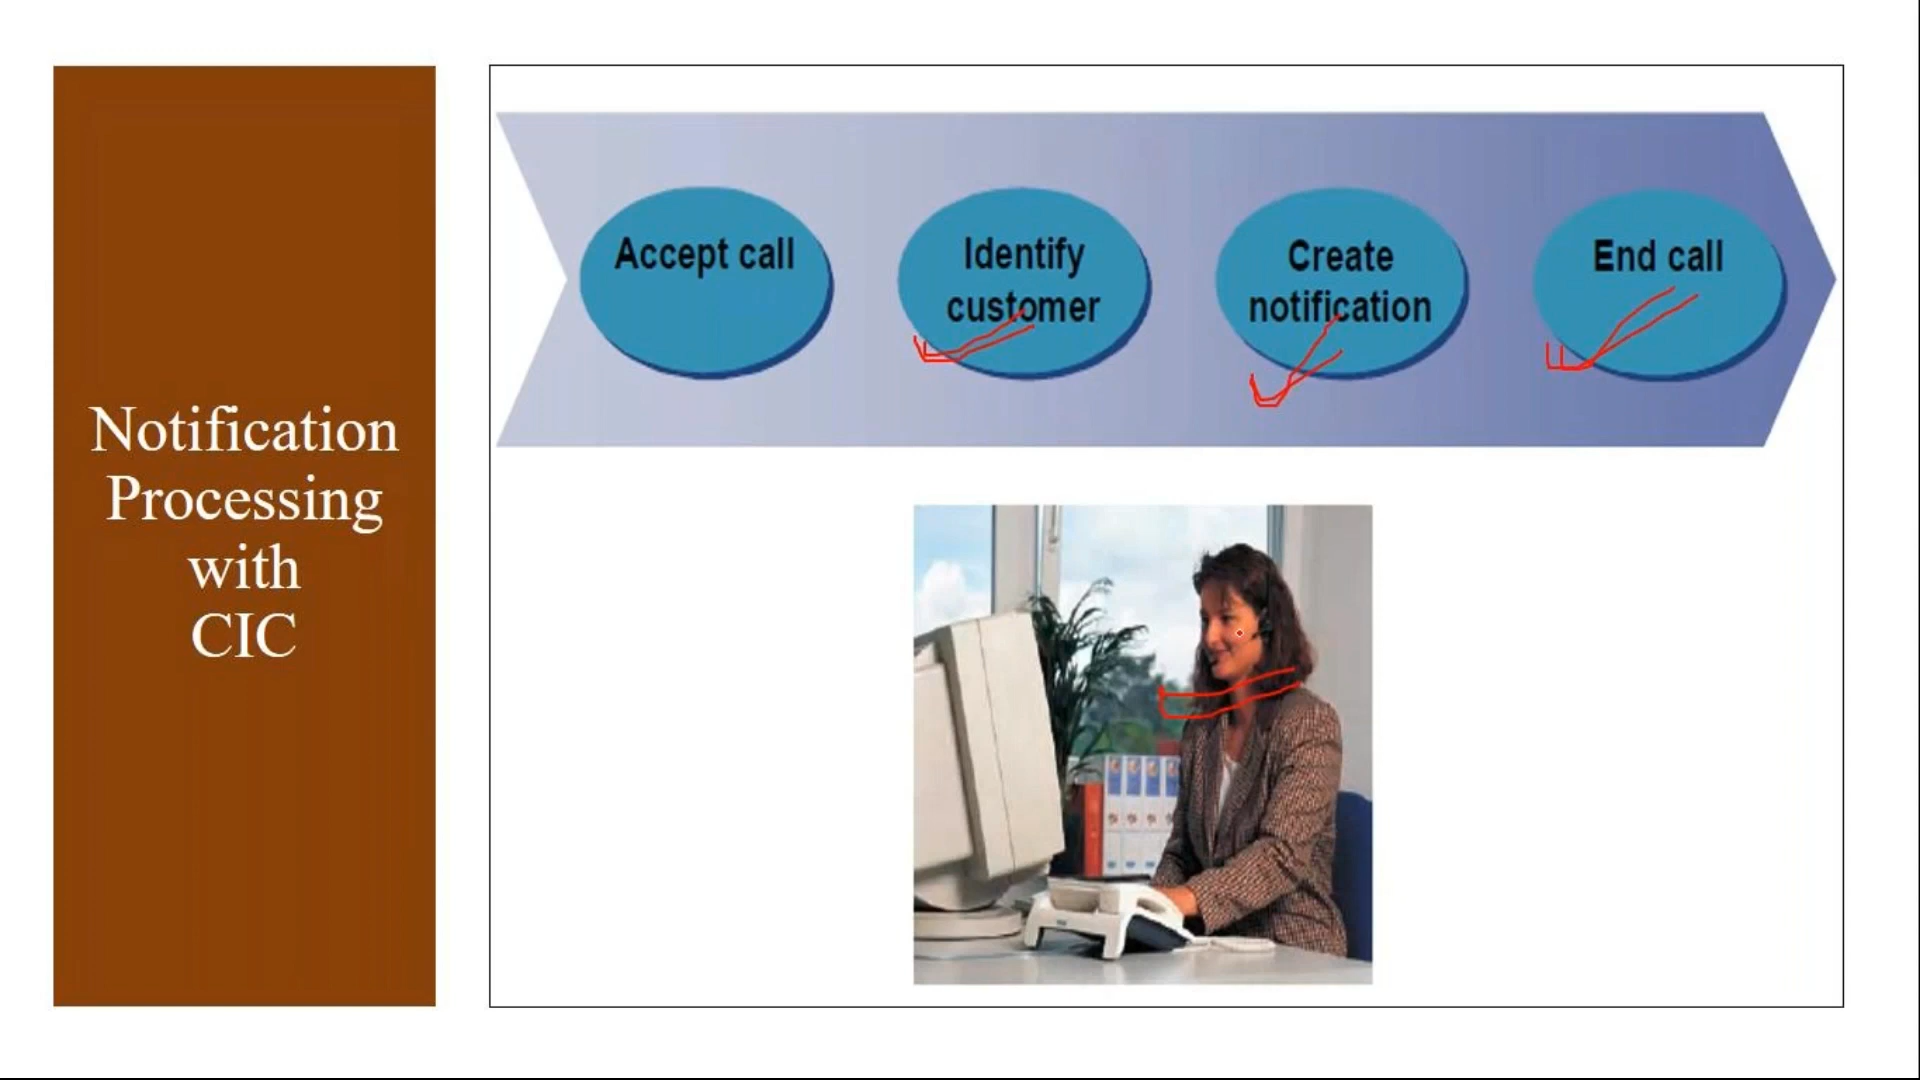 Notification
Processing
with
CIC
Accept call
Identify
customer
Create
notification
End call